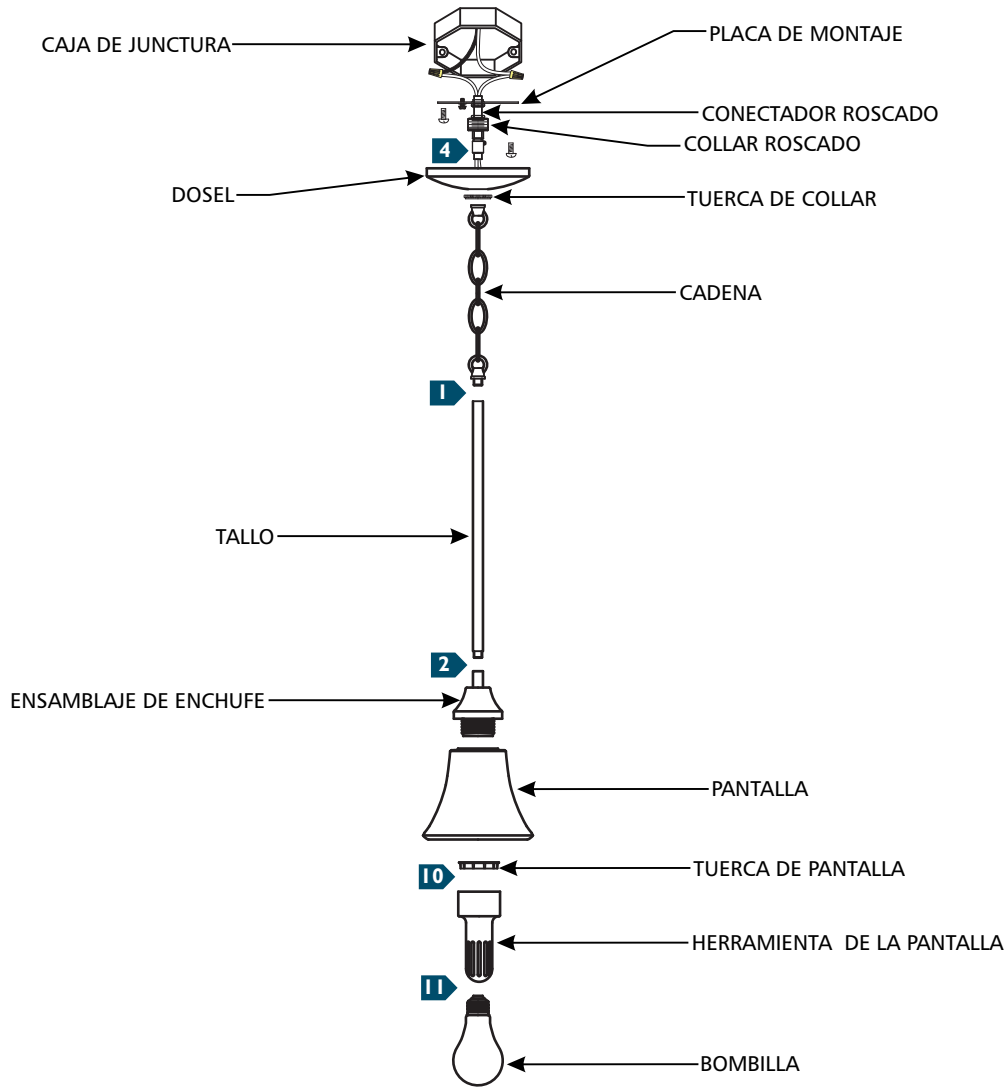 PLACA DE MONTAJE
CAJA DE JUNCTURA
CONECTADOR ROSCADO
COLLAR ROSCADO
4
DOSEL
TUERCA DE COLLAR
CADENA
1
TALLO
2
ENSAMBLAJE DE ENCHUFE
PANTALLA
TUERCA DE PANTALLA
10
HERRAMIENTA DE LA PANTALLA
11
BOMBILLA